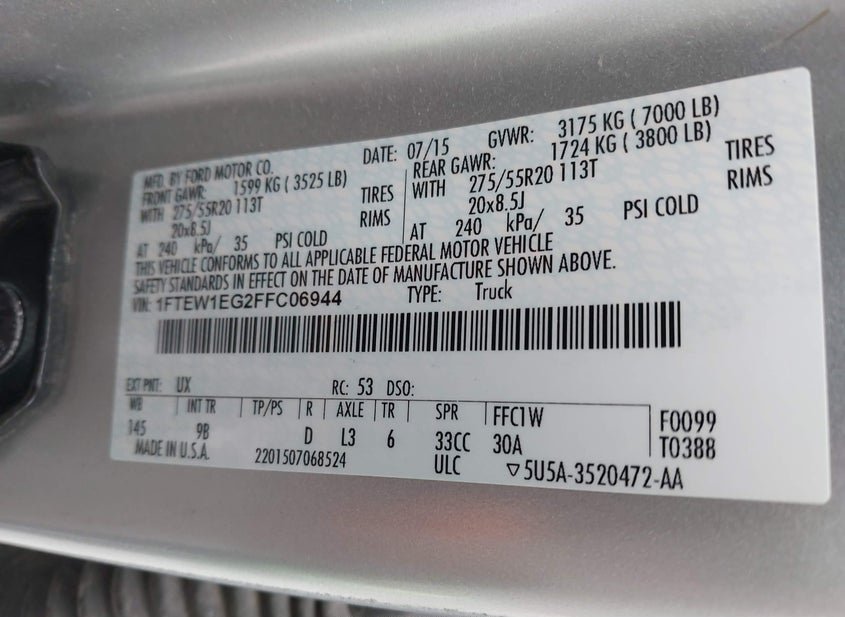 MFD. BY FORD MOTOR CO. DATE: 07/15 GVWR: 3175 KG ( 7000 LB)
FRONT GAWR: 1599 KG ( 3525 LB) REAR GAWR: 1724 KG ( 3800 LB)
WITH 275/55R20 113T TIRES WITH 275/55R20 113T TIRES
20x8.5J RIMS 20x8.5J RIMS
AT 240 kPa/ 35 PSI COLD AT 240 kPa/ 35 PSI COLD
THIS VEHICLE CONFORMS TO ALL APPLICABLE FEDERAL MOTOR VEHICLE
SAFETY STANDARDS IN EFFECT ON THE DATE OF MANUFACTURE SHOWN ABOVE.
VIN: 1FTEW1EG2FFC06944 TYPE: Truck
EXT PNT: UX RC: 53 DSO:
WB INT TR TP/PS R AXLE TR SPR FFC1W F0099
145 9B D L3 6 33CC 30A T0388
MADE IN U.S.A. 2201507068524 ULC ▽5U5A-3520472-AA